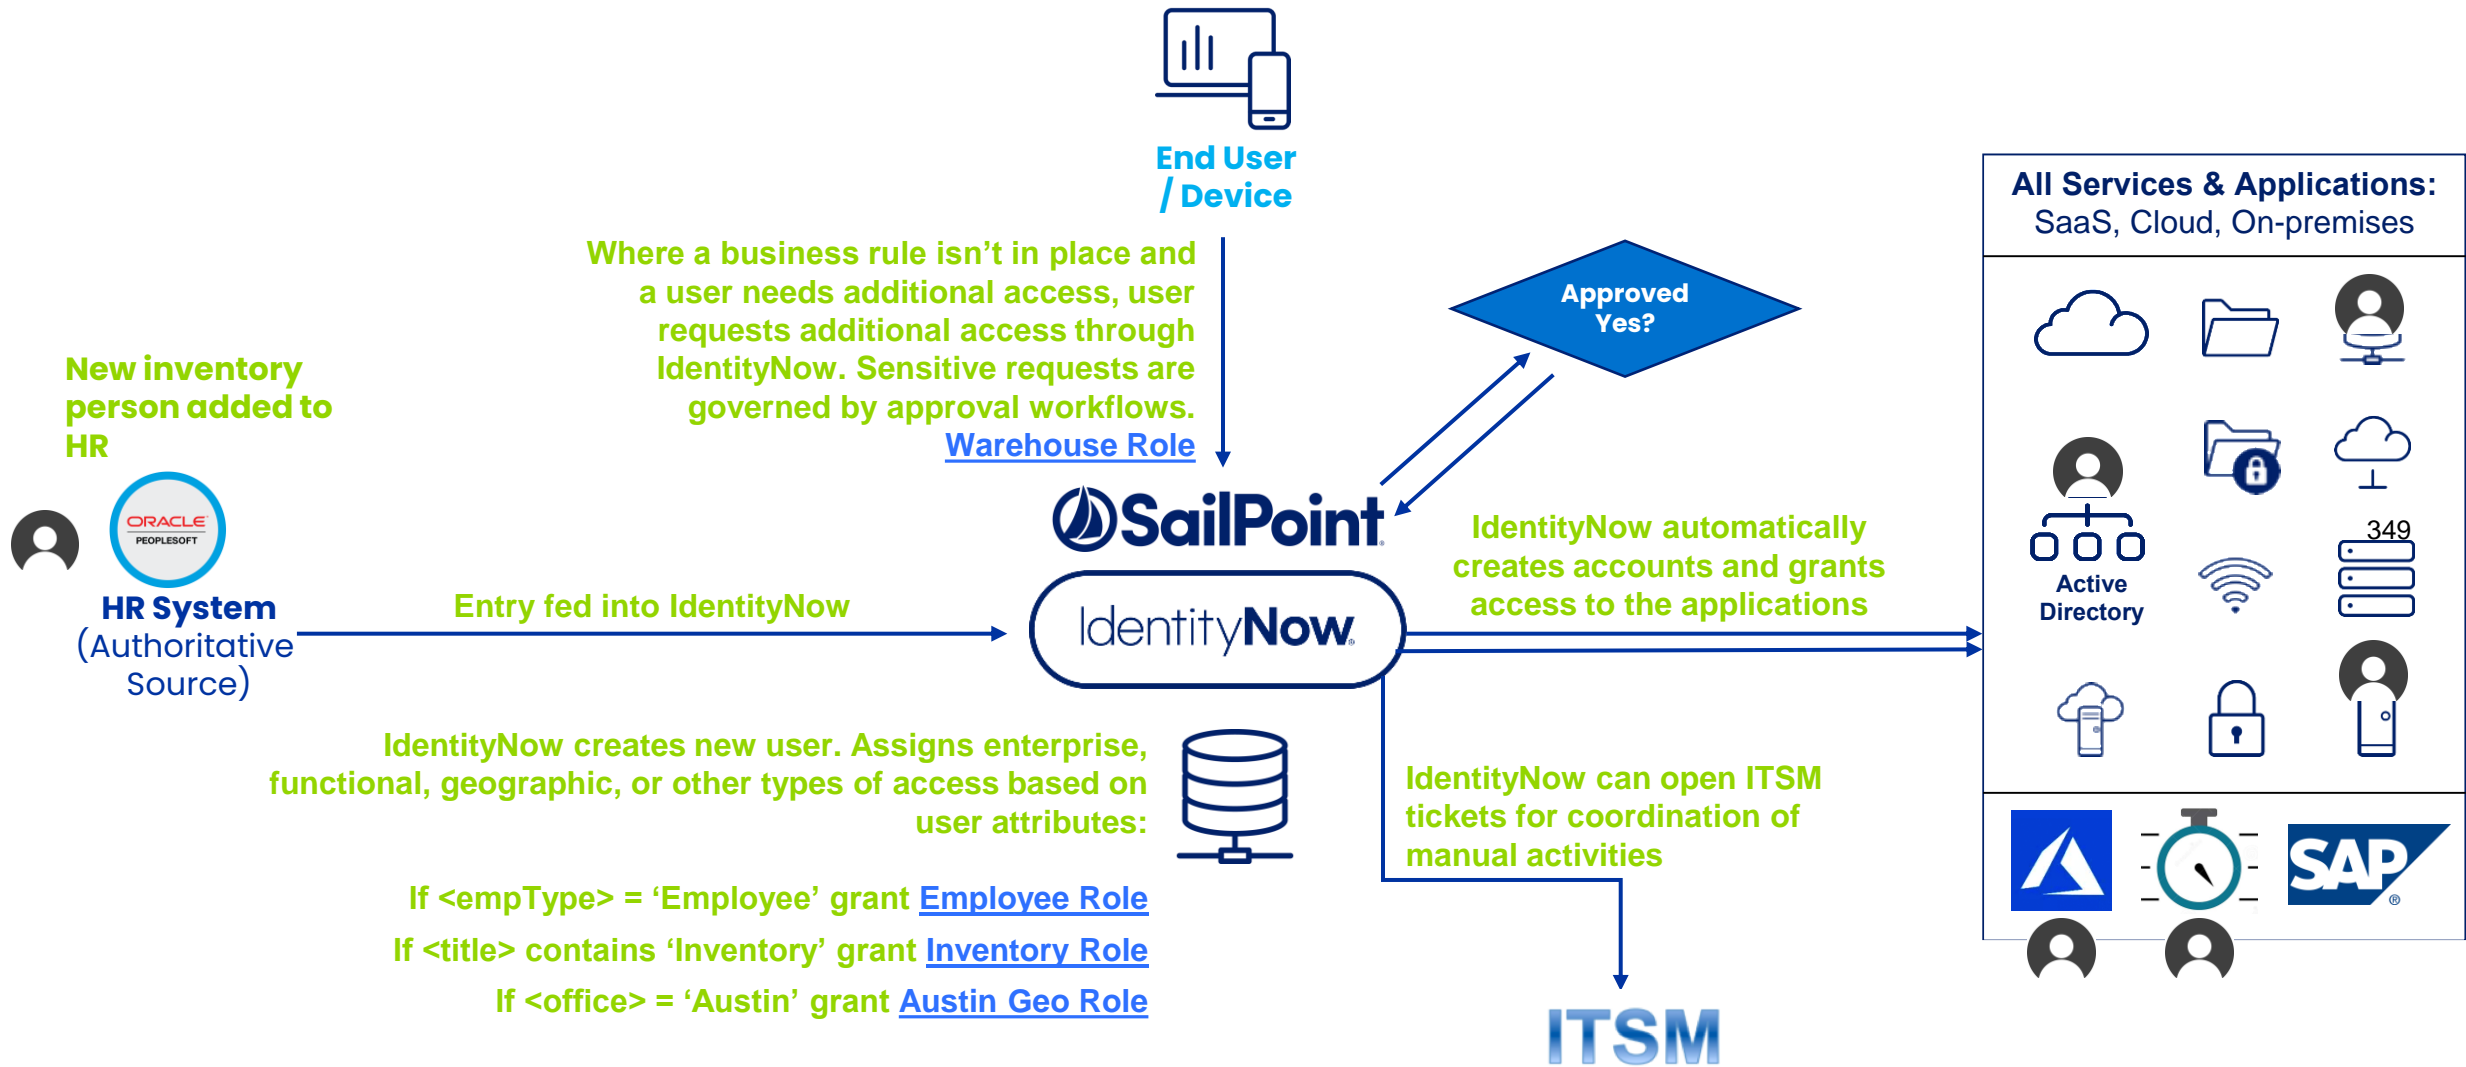 End User
/ Device
Where a business rule isn’t in place and
a user needs additional access, user
requests additional access through
IdentityNow. Sensitive requests are
governed by approval workflows.
Warehouse Role
Approved
Yes?
New inventory
person added to
HR
ORACLE
PEOPLESOFT
HR System
(Authoritative
Source)
Entry fed into IdentityNow
SailPoint
IdentityNow
IdentityNow automatically
creates accounts and grants
access to the applications
IdentityNow creates new user. Assigns enterprise,
functional, geographic, or other types of access based on
user attributes:
If <empType> = ‘Employee’ grant Employee Role
If <title> contains ‘Inventory’ grant Inventory Role
If <office> = ‘Austin’ grant Austin Geo Role
IdentityNow can open ITSM
tickets for coordination of
manual activities
ITSM
All Services & Applications:
SaaS, Cloud, On-premises
349
Active
Directory
SAP®